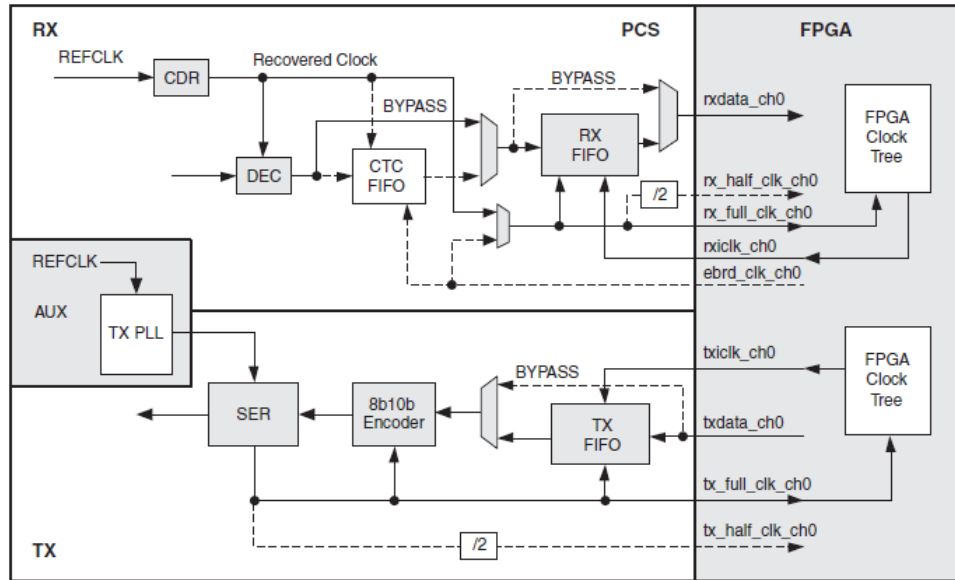 RX
PCS
FPGA
REFCLK
CDR
Recovered Clock
BYPASS
BYPASS
rxdata_ch0
FPGA
Clock
Tree
RX
FIFO
CTC
FIFO
DEC
/2
rx_half_clk_ch0
rx_full_clk_ch0
rxiclk_ch0
ebrd_clk_ch0
REFCLK
AUX
TX PLL
txiclk_ch0
FPGA
Clock
Tree
BYPASS
SER
8b10b
Encoder
TX
FIFO
txdata_ch0
tx_full_clk_ch0
tx_half_clk_ch0
/2
TX